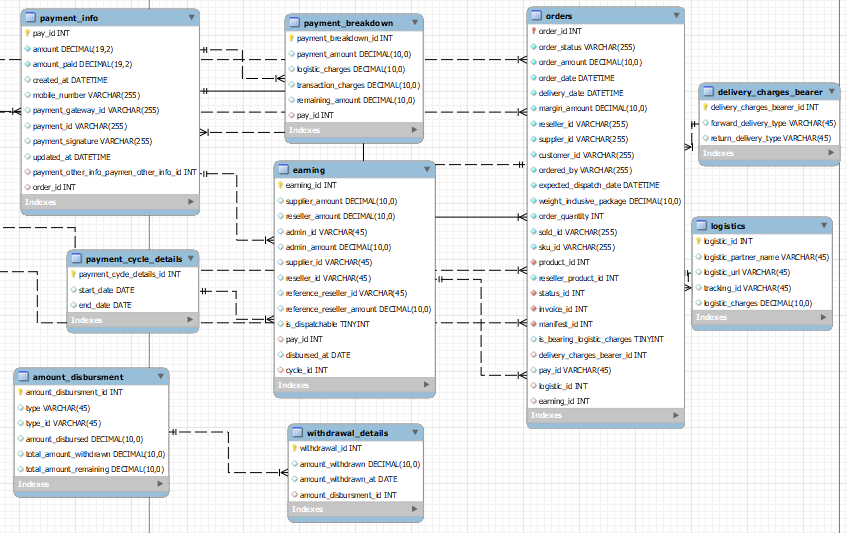 payment_info
pay_id INT
amount DECIMAL(19,2)
amount_paid DECIMAL(19,2)
created_at DATETIME
mobile_number VARCHAR(255)
payment_gateway_id VARCHAR(255)
payment_id VARCHAR(255)
payment_signature VARCHAR(255)
updated_at DATETIME
payment_other_info_paymen_other_info_id INT
order_id INT
Indexes
payment_breakdown
payment_breakdown_id INT
payment_amount DECIMAL(10,0)
logistic_charges DECIMAL(10,0)
transaction_charges DECIMAL(10,0)
remaining_amount DECIMAL(10,0)
pay_id INT
Indexes
orders
order_id INT
order_status VARCHAR(255)
order_amount DECIMAL(10,0)
order_date DATETIME
delivery_date DATETIME
margin_amount DECIMAL(10,0)
reseller_id VARCHAR(255)
suppler_id VARCHAR(255)
customer_id VARCHAR(255)
ordered_by VARCHAR(255)
expected_dispatch_date DATETIME
weight_inclusive_package DECIMAL(10,0)
order_quantity INT
sold_id VARCHAR(255)
sku_id VARCHAR(255)
product_id INT
reseller_product_id INT
status_id INT
invoice_id INT
manifest_id INT
is_bearing_logistic_charges TINYINT
delivery_charges_bearer_id INT
pay_id VARCHAR(45)
logistic_id INT
earning_id INT
Indexes
delivery_charges_bearer
delivery_charges_bearer_id INT
forward_delivery_type VARCHAR(45)
return_delivery_type VARCHAR(45)
Indexes
earning
earning_id INT
supplier_amount DECIMAL(10,0)
reseller_amount DECIMAL(10,0)
admin_id VARCHAR(45)
admin_amount DECIMAL(10,0)
supplier_id VARCHAR(45)
reseller_id VARCHAR(45)
reference_reseller_id VARCHAR(45)
reference_reseller_amount DECIMAL(10,0)
is_dispatchable TINYINT
pay_id INT
disbursed_at DATE
cycle_id INT
Indexes
logistics
logistic_id INT
logistic_partner_name VARCHAR(45)
logistic_url VARCHAR(45)
tracking_id VARCHAR(45)
logistic_charges DECIMAL(10,0)
Indexes
payment_cycle_details
payment_cyde_details_id INT
start_date DATE
end_date DATE
Indexes
amount_disbursment
amount_disbursment_id INT
type VARCHAR(45)
type_id VARCHAR(45)
amount_disbursed DECIMAL(10,0)
total_amount_withdrawn DECIMAL(10,0)
total_amount_remaining DECIMAL(10,0)
Indexes
withdrawal_details
withdrawal_id INT
amount_withdrawn DECIMAL(10,0)
amount_withdrawn_at DATE
amount_disbursement_id INT
Indexes